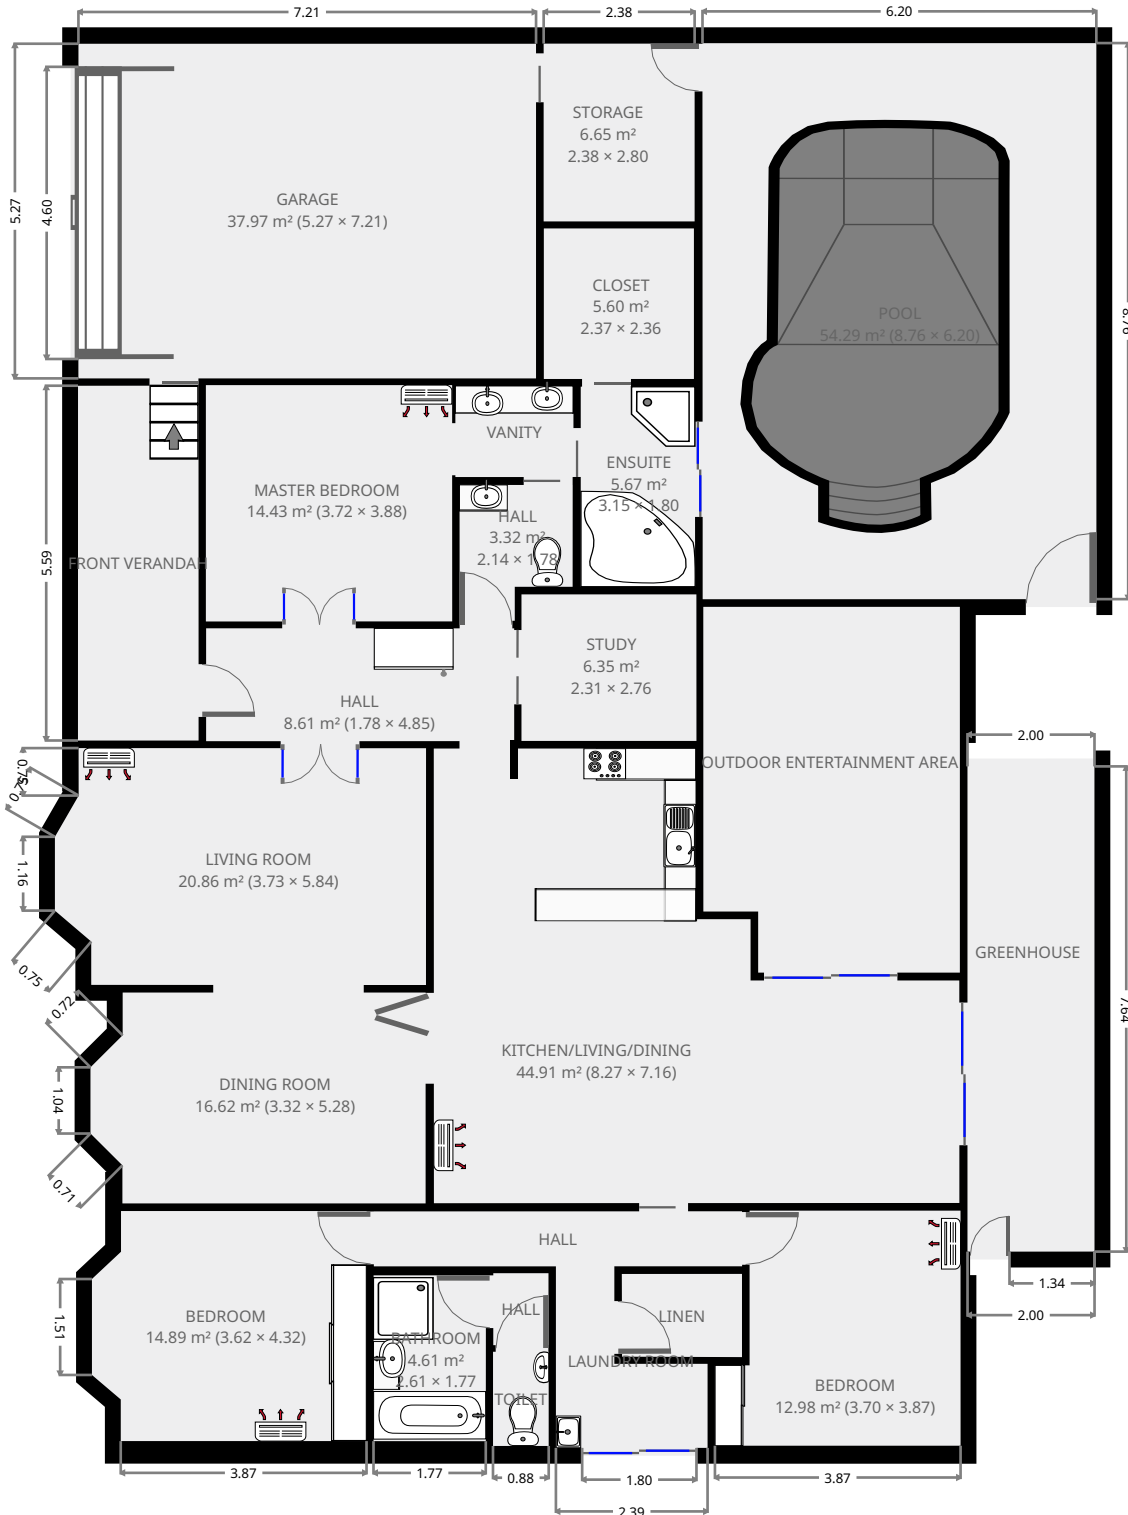 7.21
2.38
6.20
5.27
4.60
8.76
STORAGE
6.65 m²
2.38 × 2.80
GARAGE
37.97 m² (5.27 × 7.21)
CLOSET
5.60 m²
2.37 × 2.36
POOL
54.29 m² (8.76 × 6.20)
VANITY
ENSUITE
5.67 m²
3.15 × 1.80
MASTER BEDROOM
14.43 m² (3.72 × 3.88)
HALL
3.32 m²
2.14 × 1.78
5.59
FRONT VERANDAH
STUDY
6.35 m²
2.31 × 2.76
HALL
8.61 m² (1.78 × 4.85)
2.00
OUTDOOR ENTERTAINMENT AREA
0.75
0.75
LIVING ROOM
20.86 m² (3.73 × 5.84)
1.16
GREENHOUSE
0.75
0.72
7.64
KITCHEN/LIVING/DINING
44.91 m² (8.27 × 7.16)
DINING ROOM
16.62 m² (3.32 × 5.28)
1.04
0.71
HALL
1.34
2.00
BEDROOM
14.89 m² (3.62 × 4.32)
1.51
HALL
LINEN
BATHROOM
4.61 m²
2.61 × 1.77
LAUNDRY ROOM
TOILET
BEDROOM
12.98 m² (3.70 × 3.87)
3.87
1.77
0.88
1.80
3.87
2.39